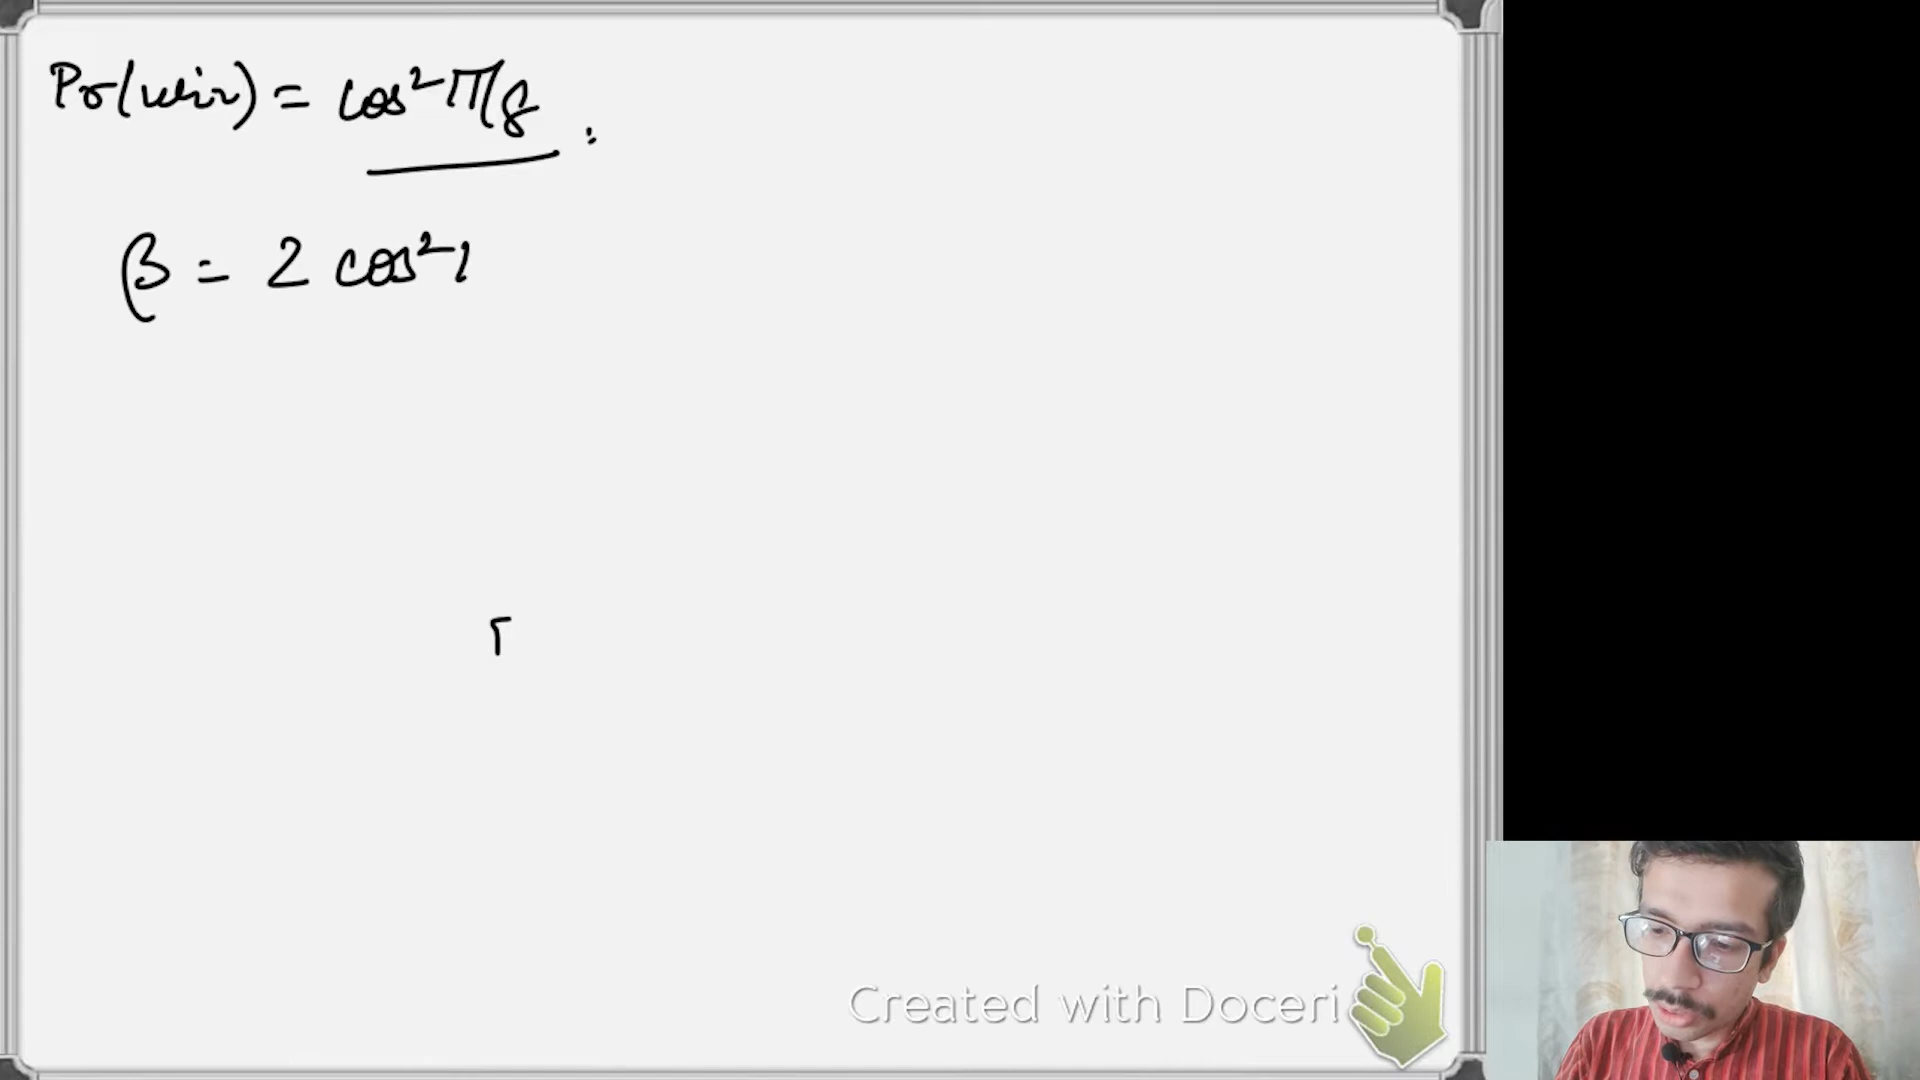 Pr(win) = cos²π/8 .
β = 2 cos²1
Created with Doceri